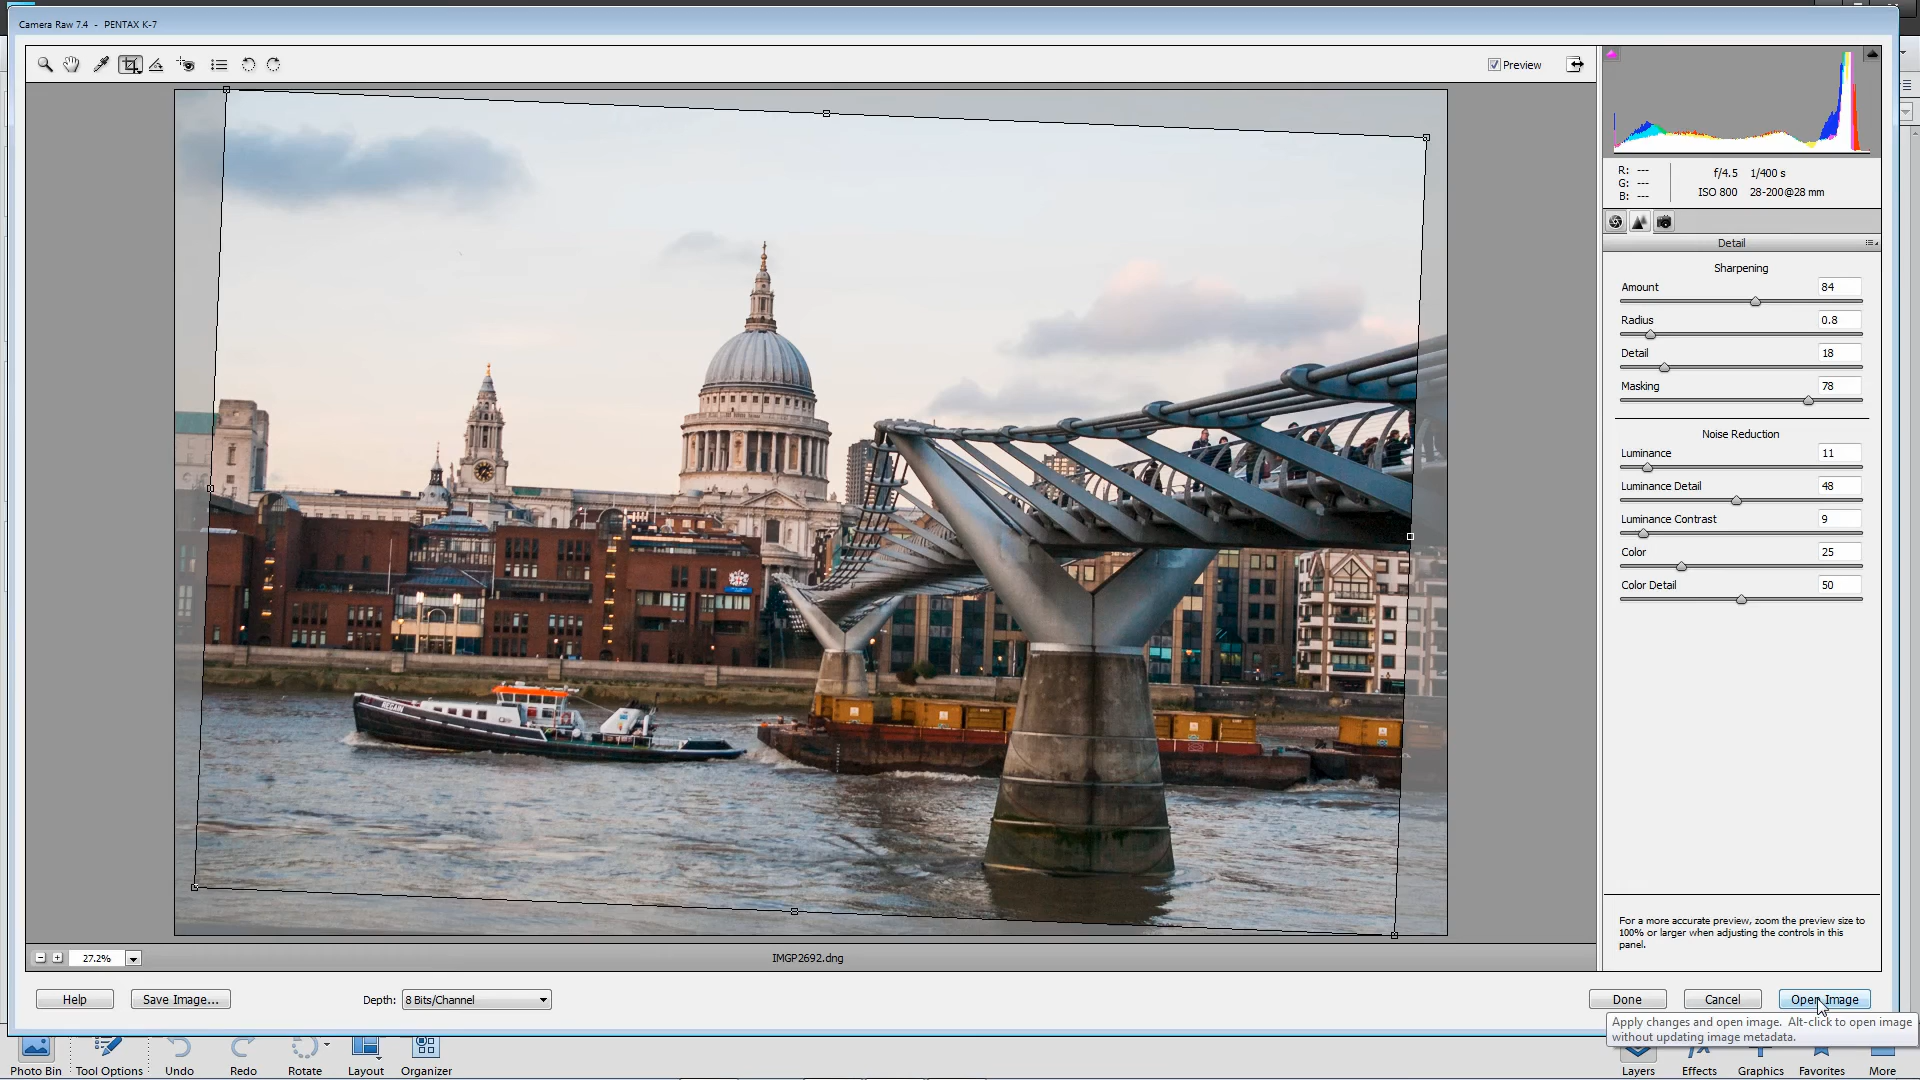 Camera Raw 7.4 - PENTAX K-7
Preview
R: ---
G: ---
B: ---
f/4.5 1/400 s
ISO 800 28-200@28 mm
Detail
Sharpening
Amount 84
Radius 0.8
Detail 18
Masking 78
Noise Reduction
Luminance 11
Luminance Detail 48
Luminance Contrast 9
Color 25
Color Detail 50
REGAIN
For a more accurate preview, zoom the preview size to
100% or larger when adjusting the controls in this
panel.
27.2%
IMGP2692.dng
Help
Save Image...
Depth: 8 Bits/Channel
Done
Cancel
Open Image
Apply changes and open image. Alt-click to open image
without updating image metadata.
Photo Bin
Tool Options
Undo
Redo
Rotate
Layout
Organizer
Layers
Effects
Graphics
Favorites
More